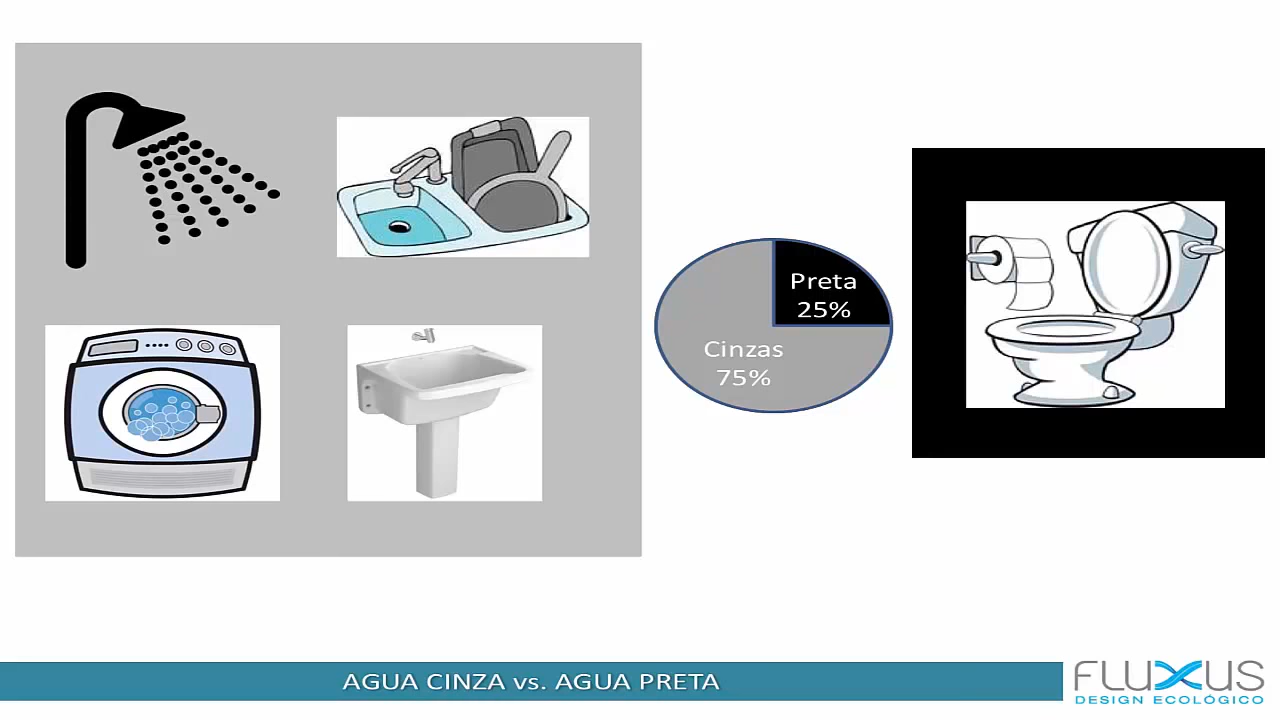 Preta
25%
Cinzas
75%
AGUA CINZA vs. AGUA PRETA
FLUXUS
DESIGN ECOLÓGICO